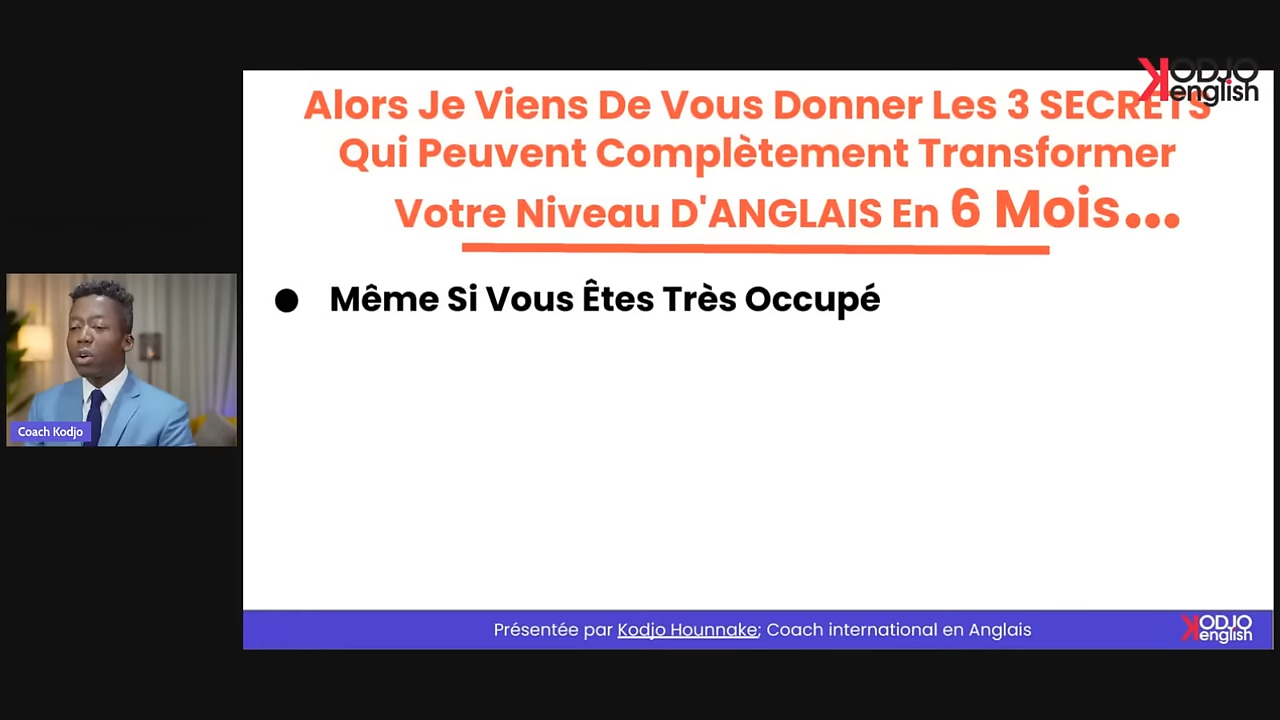 KODJO
english
Alors Je Viens De Vous Donner Les 3 SECRETS
Qui Peuvent Complètement Transformer
Votre Niveau D'ANGLAIS En 6 Mois...
● Même Si Vous Êtes Très Occupé
Coach Kodjo
Présentée par Kodjo Hounnake; Coach international en Anglais
KODJO
english